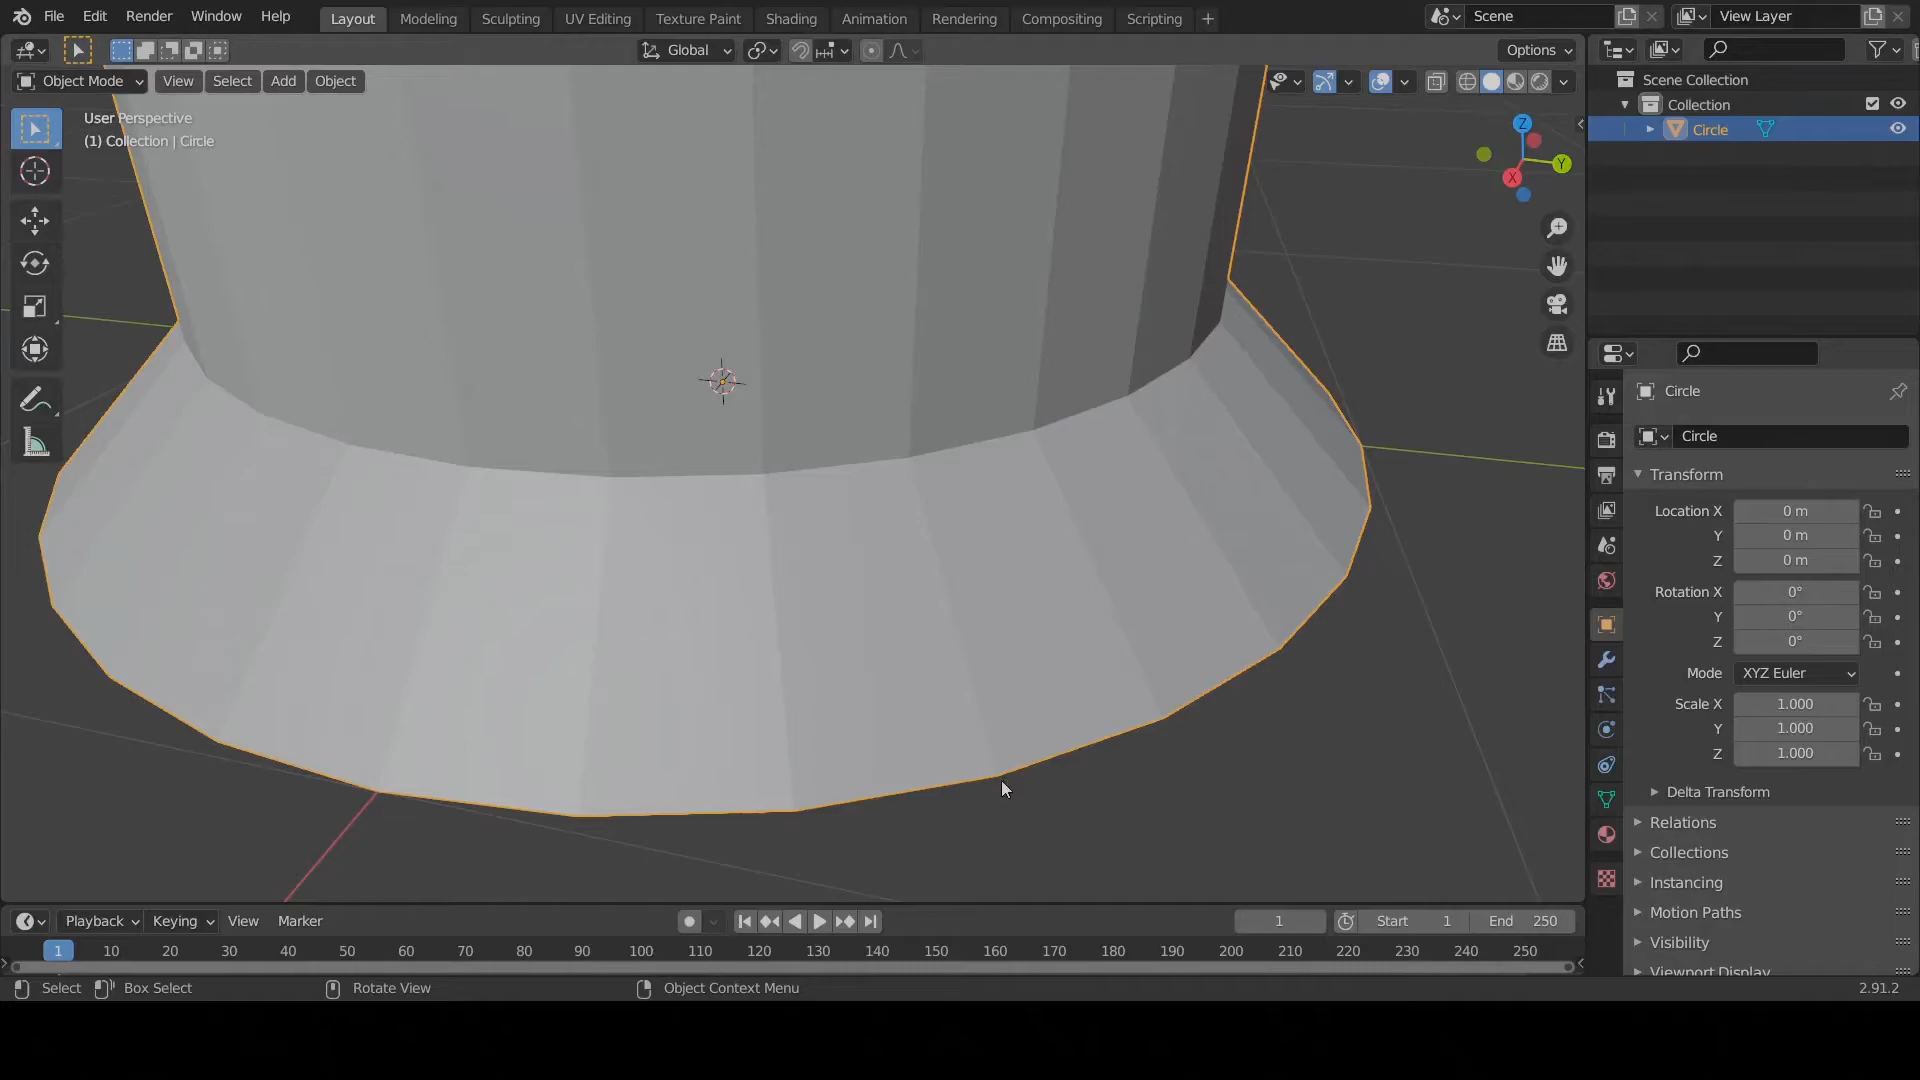 File Edit Render Window Help Layout Modeling Sculpting UV Editing Texture Paint Shading Animation Rendering Compositing Scripting + Scene View Layer
Global Options
Object Mode View Select Add Object
User Perspective
(1) Collection | Circle
Z
Y
X
Scene Collection
Collection
Circle
Circle
Circle
Transform
Location X 0 m
Y 0 m
Z 0 m
Rotation X 0°
Y 0°
Z 0°
Mode XYZ Euler
Scale X 1.000
Y 1.000
Z 1.000
Delta Transform
Relations
Collections
Instancing
Motion Paths
Visibility
Viewport Display
Playback Keying View Marker 1 Start 1 End 250
1 10 20 30 40 50 60 70 80 90 100 110 120 130 140 150 160 170 180 190 200 210 220 230 240 250
Select Box Select Rotate View Object Context Menu 2.91.2